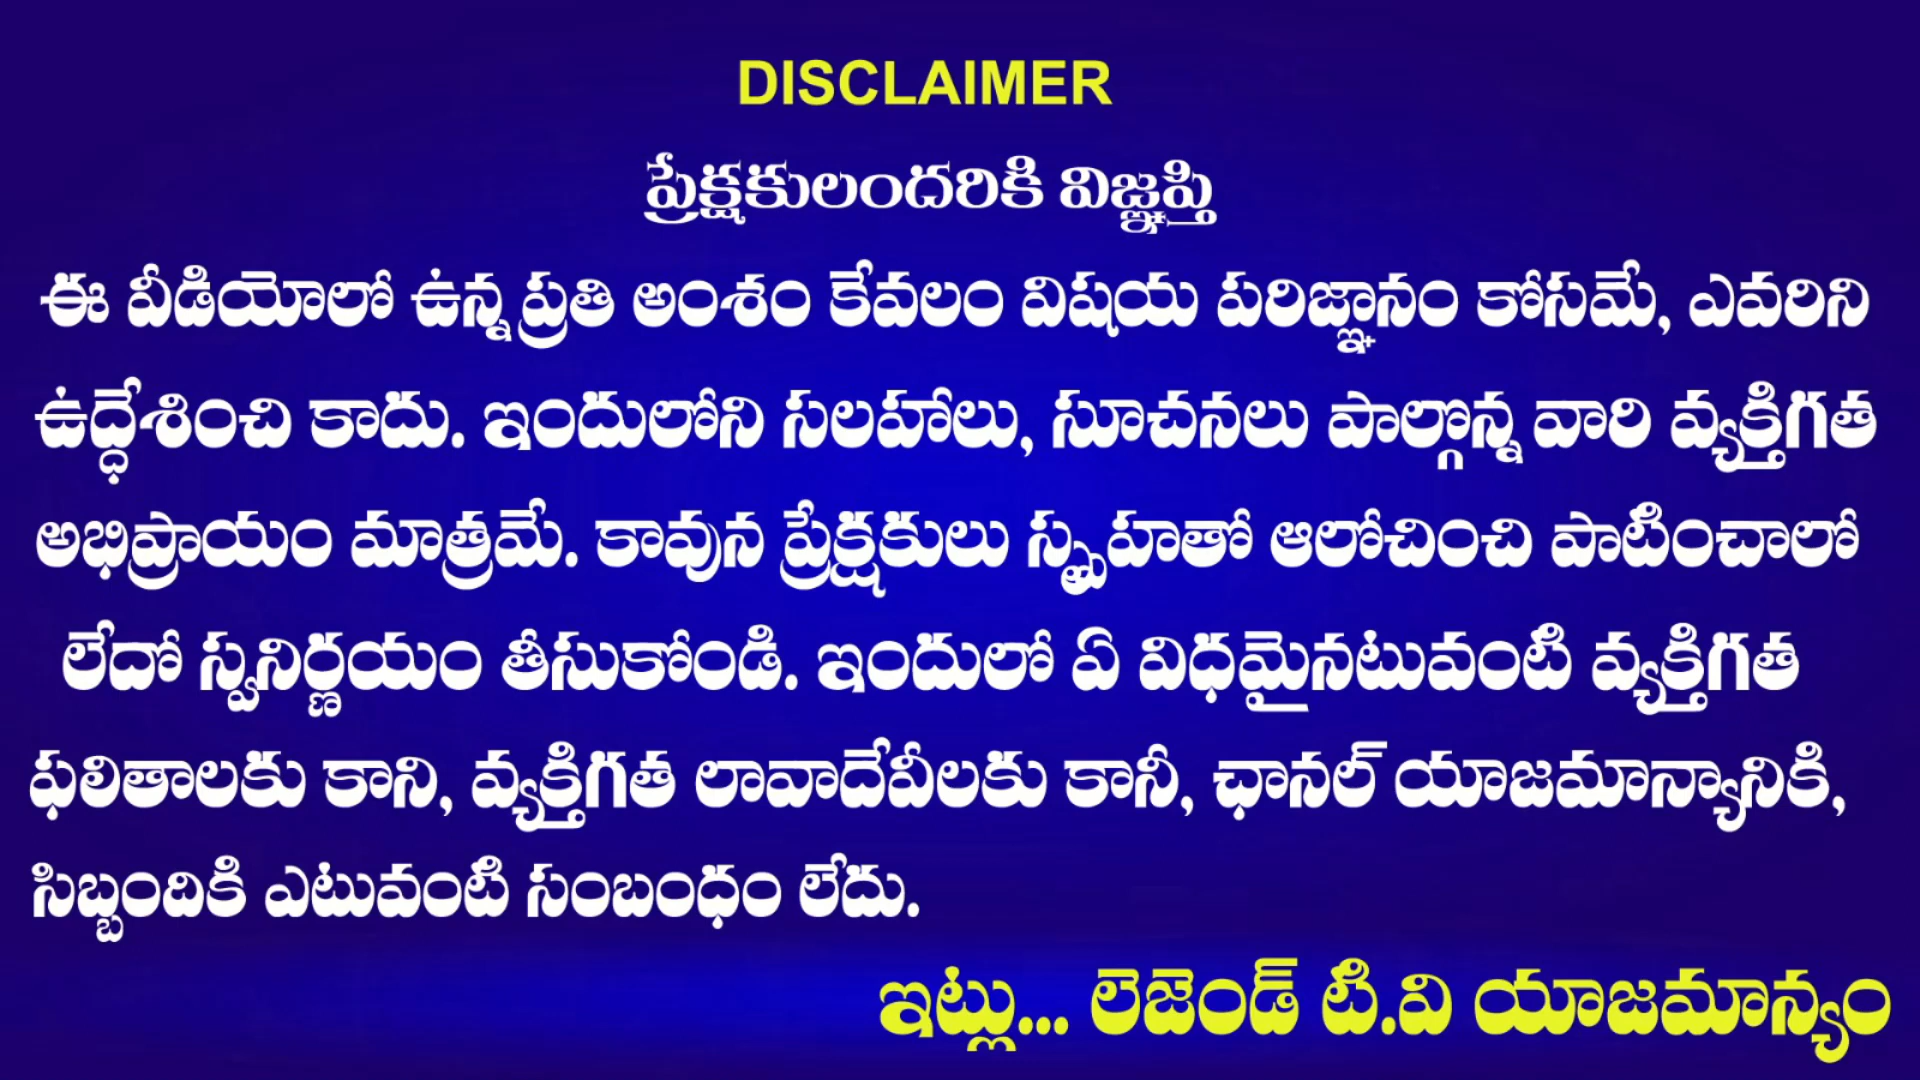 DISCLAIMER
ప్రేక్షకులందరికి విజ్ఞప్తి
ఈ వీడియోలో ఉన్న ప్రతి అంశం కేవలం విషయ పరిజ్ఞానం కోసమే, ఎవరిని
ఉద్ధేశించి కాదు. ఇందులోని సలహాలు, సూచనలు పాల్గొన్న వారి వ్యక్తిగత
అభిప్రాయం మాత్రమే. కావున ప్రేక్షకులు స్పృహతో ఆలోచించి పాటించాలో
లేదో స్వనిర్ణయం తీసుకోండి. ఇందులో ఏ విధమైనటువంటి వ్యక్తిగత
ఫలితాలకు కాని, వ్యక్తిగత లావాదేవీలకు కానీ, ఛానల్ యాజమాన్యానికి,
సిబ్బందికి ఎటువంటి సంబంధం లేదు.
ఇట్లు... లెజెండ్ టి.వి యాజమాన్యం